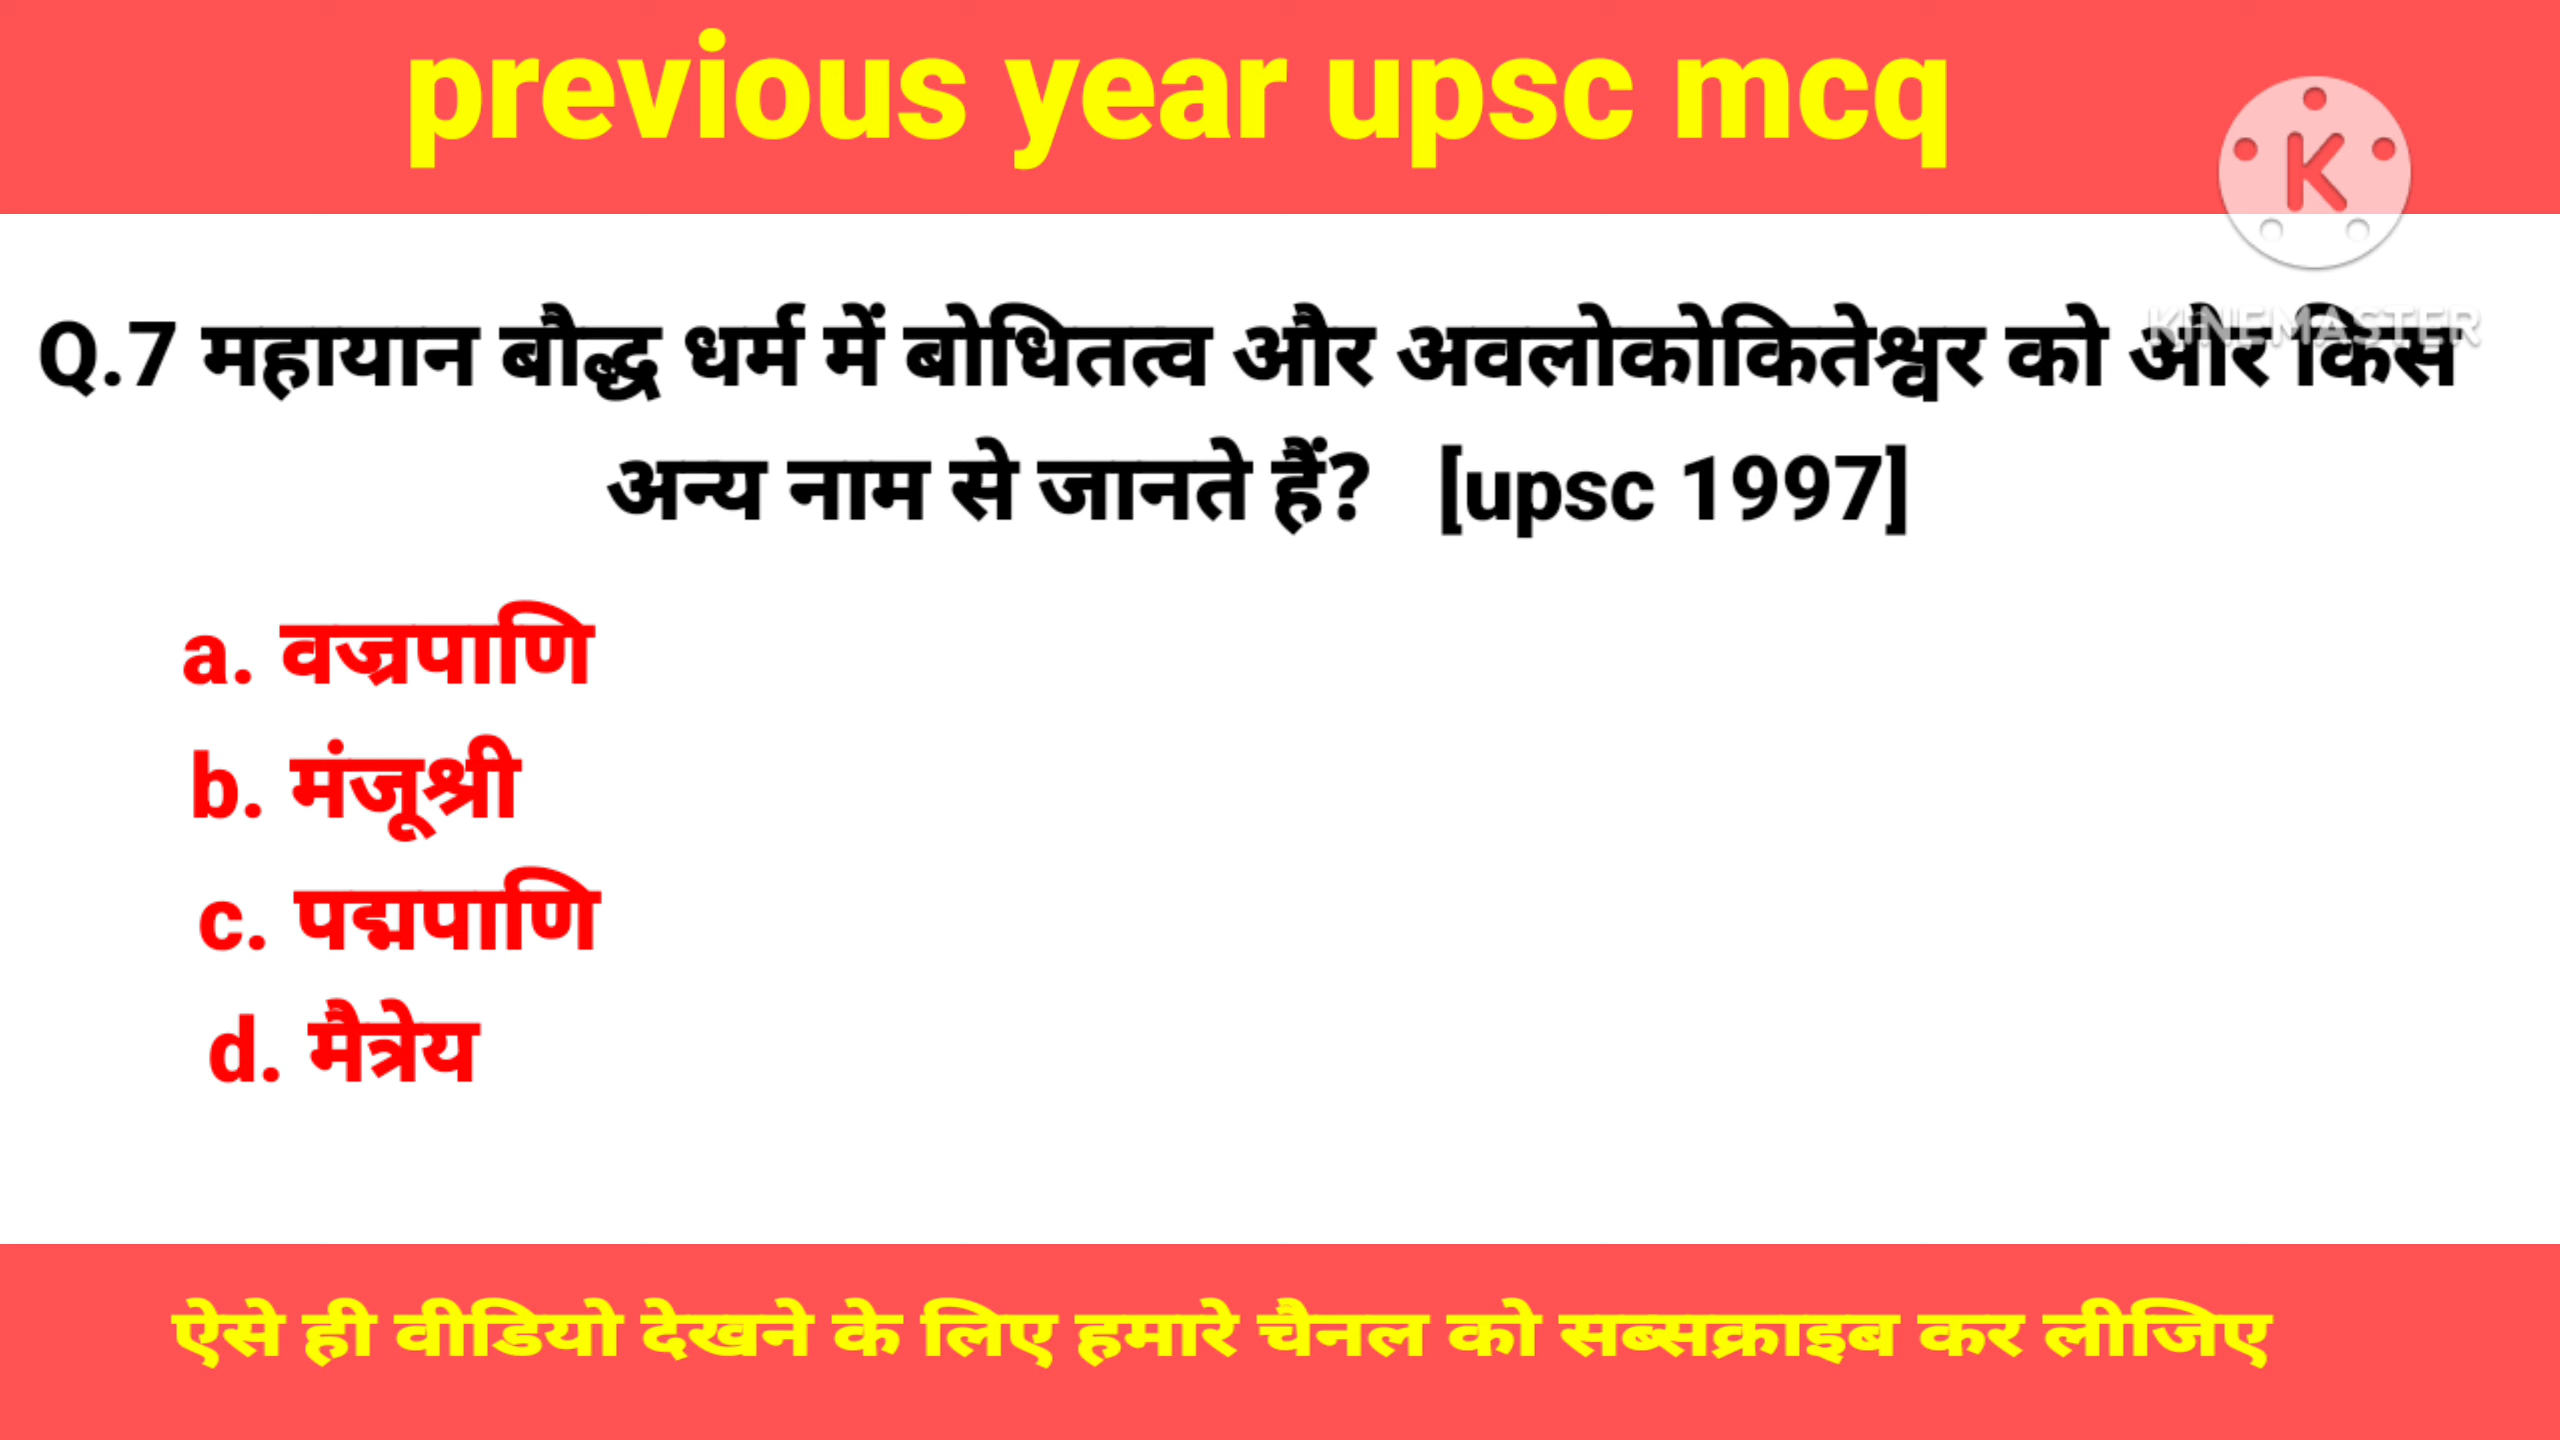 previous year upsc mcq
K
KINEMASTER
Q.7 महायान बौद्ध धर्म में बोधितत्व और अवलोकोकितेश्वर को और किस
अन्य नाम से जानते हैं? [upsc 1997]
a. वज्रपाणि
b. मंजूश्री
c. पद्मपाणि
d. मैत्रेय
ऐसे ही वीडियो देखने के लिए हमारे चैनल को सब्सक्राइब कर लीजिए